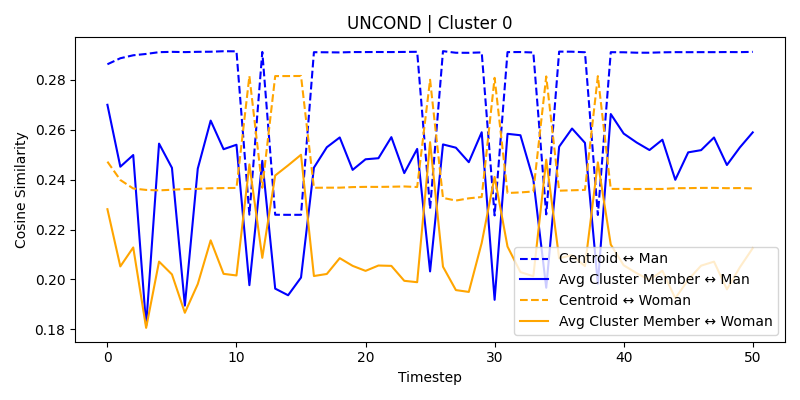 UNCOND | Cluster 0
Cosine Similarity
0.28
0.26
0.24
0.22
0.20
0.18
Centroid ↔ Man
Avg Cluster Member ↔ Man
Centroid ↔ Woman
Avg Cluster Member ↔ Woman
0 10 20 30 40 50
Timestep